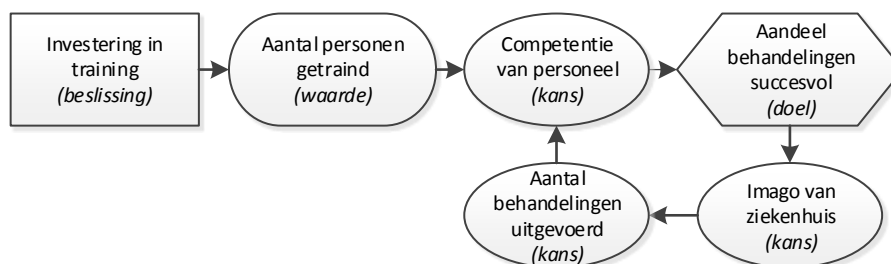 Investering in
training
(beslissing)
Aantal personen
getraind
(waarde)
Competentie
van personeel
(kans)
Aandeel
behandelingen
succesvol
(doel)
Aantal
behandelingen
uitgevoerd
(kans)
Imago van
ziekenhuis
(kans)